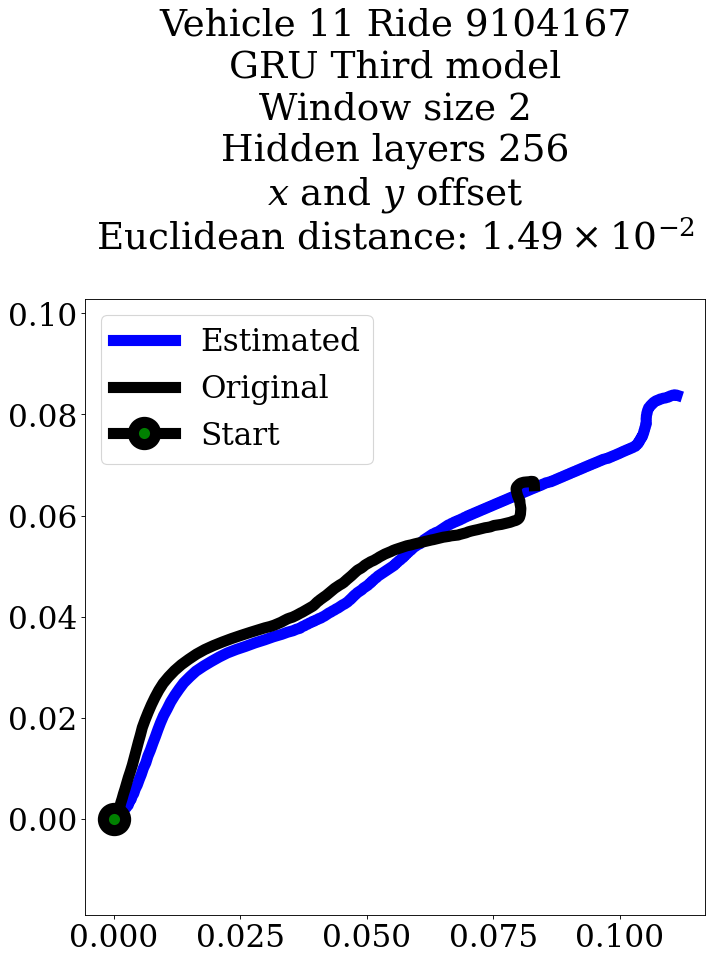 Vehicle 11 Ride 9104167
GRU Third model
Window size 2
Hidden layers 256
x and y offset
Euclidean distance: 1.49 × 10⁻²
0.10
0.08
0.06
0.04
0.02
0.00
Estimated
Original
Start
0.000 0.025 0.050 0.075 0.100